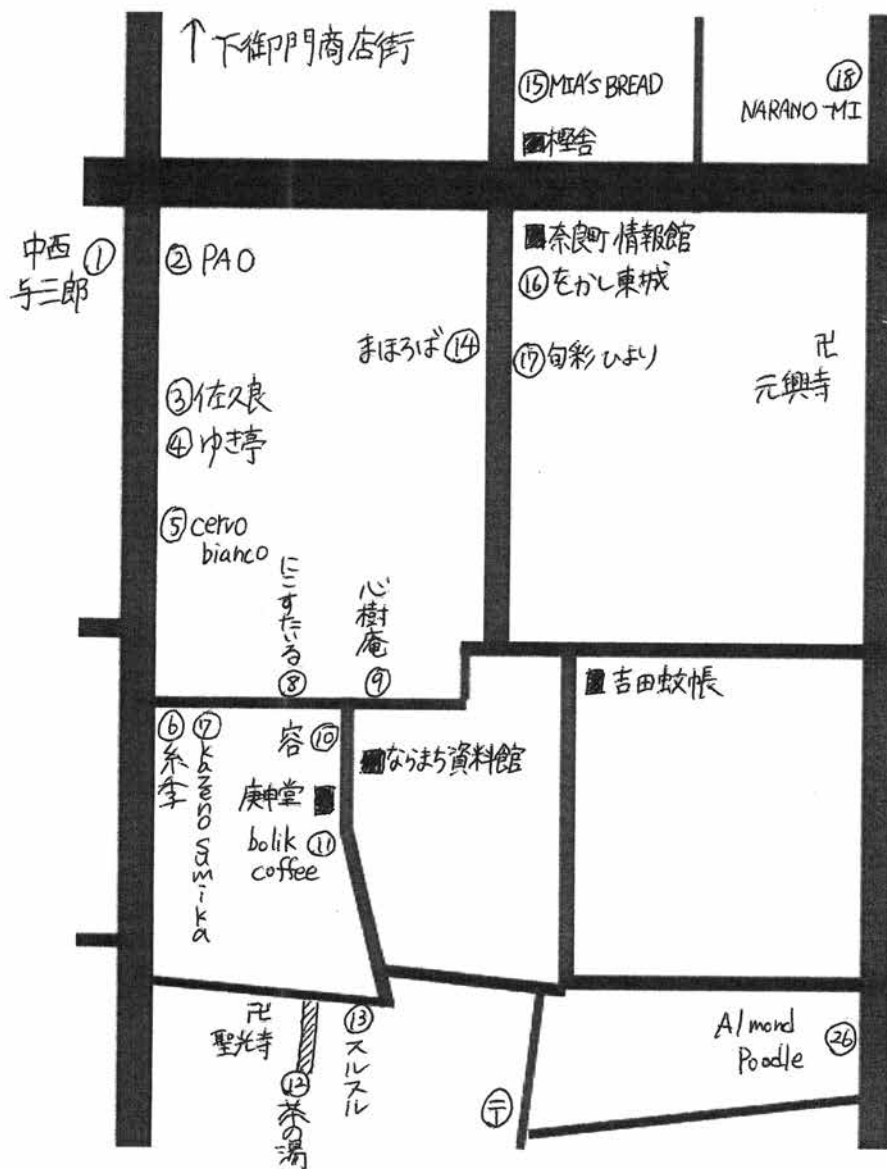 ↑下御門商店街
⑮MIA'S BREAD
⑱
NARANO-MI
樫舎
中西
与三郎
①
②PAO
奈良町情報館
⑯をかし東城
まほろば⑭
⑰旬彩ひより
卍
元興寺
③佐久良
④ゆき亭
⑤cervo
bianco
にこすたいる⑧
心樹庵⑨
吉田蚊帳
⑥糸季
⑦kazeno sumika
容⑩
ならまち資料館
庚申堂
bolik⑪
coffee
卍
聖光寺
⑫茶の湯
⑬スルスル
〒
Almond
Poodle
㉖